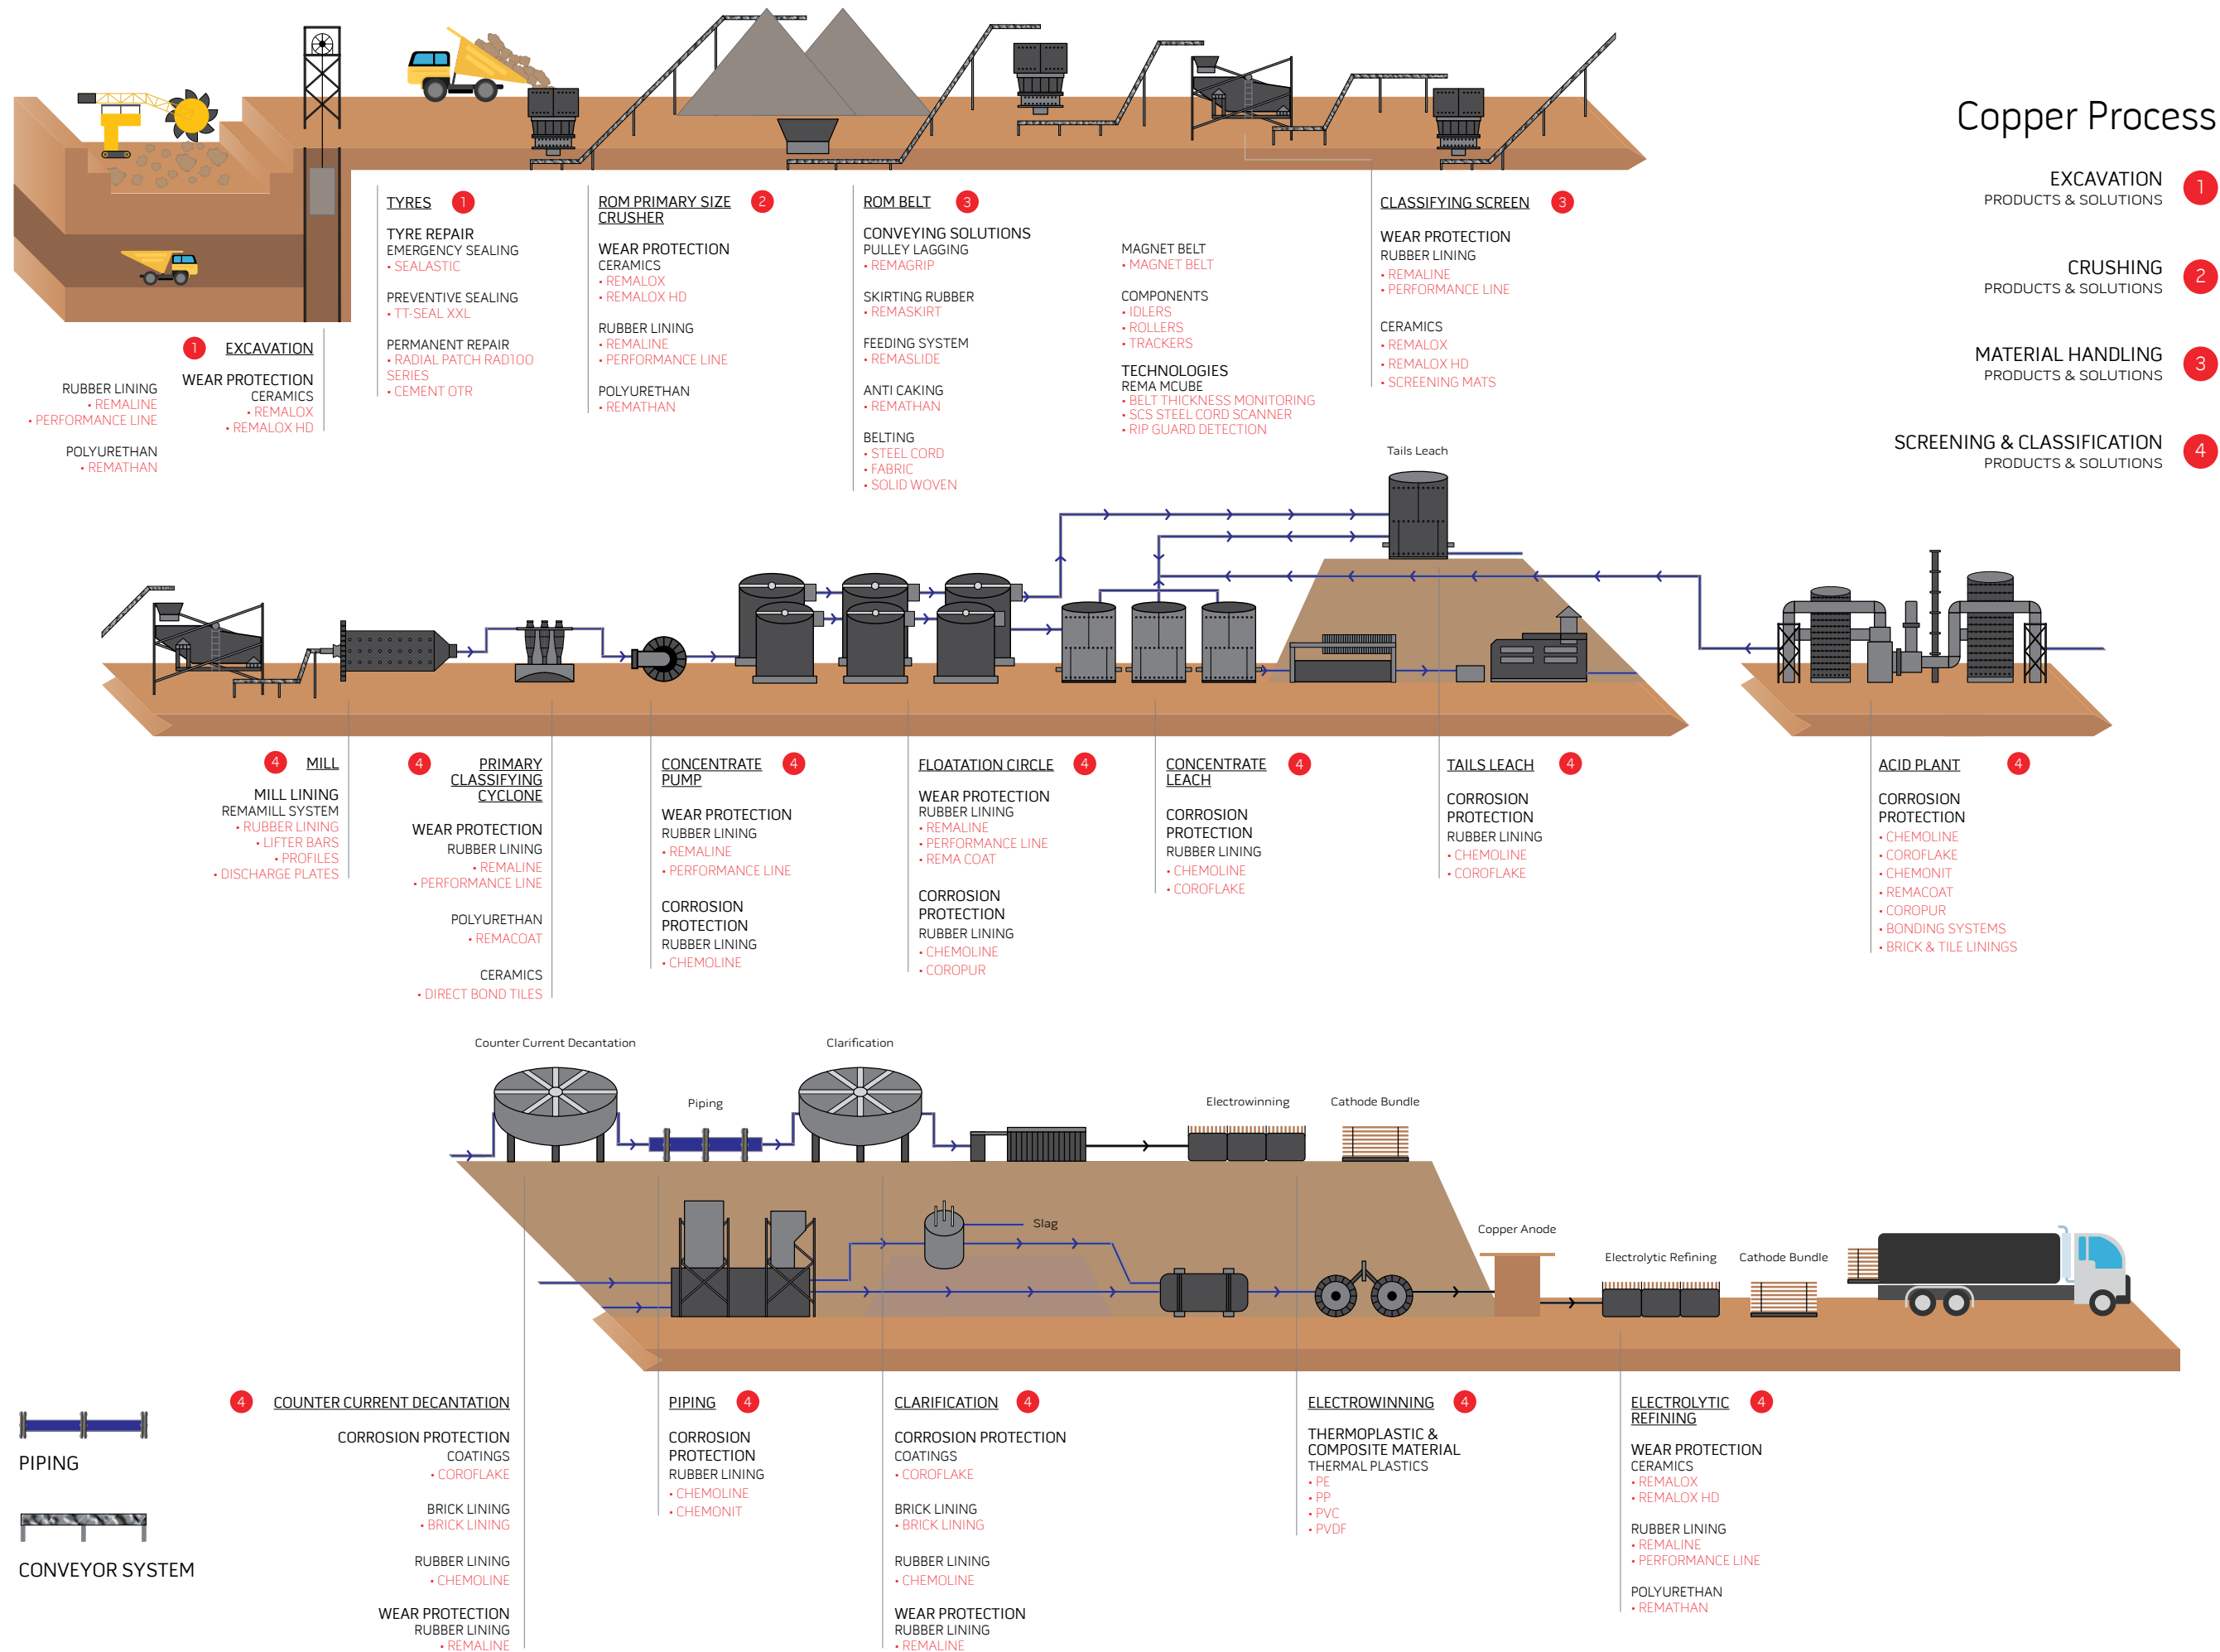 Copper Process
EXCAVATION
PRODUCTS & SOLUTIONS
1
CRUSHING
PRODUCTS & SOLUTIONS
2
MATERIAL HANDLING
PRODUCTS & SOLUTIONS
3
SCREENING & CLASSIFICATION
PRODUCTS & SOLUTIONS
4
1 EXCAVATION
RUBBER LINING
• REMALINE
• PERFORMANCE LINE
POLYURETHAN
• REMATHAN
WEAR PROTECTION
CERAMICS
• REMALOX
• REMALOX HD
TYRES 1
TYRE REPAIR
EMERGENCY SEALING
• SEALASTIC
PREVENTIVE SEALING
• TT-SEAL XXL
PERMANENT REPAIR
• RADIAL PATCH RAD100
SERIES
• CEMENT OTR
ROM PRIMARY SIZE
CRUSHER
2
WEAR PROTECTION
CERAMICS
• REMALOX
• REMALOX HD
RUBBER LINING
• REMALINE
• PERFORMANCE LINE
POLYURETHAN
• REMATHAN
ROM BELT 3
CONVEYING SOLUTIONS
PULLEY LAGGING
• REMAGRIP
SKIRTING RUBBER
• REMASKIRT
FEEDING SYSTEM
• REMASLIDE
ANTI CAKING
• REMATHAN
BELTING
• STEEL CORD
• FABRIC
• SOLID WOVEN
MAGNET BELT
• MAGNET BELT
COMPONENTS
• IDLERS
• ROLLERS
• TRACKERS
TECHNOLOGIES
REMA MCUBE
• BELT THICKNESS MONITORING
• SCS STEEL CORD SCANNER
• RIP GUARD DETECTION
CLASSIFYING SCREEN 3
WEAR PROTECTION
RUBBER LINING
• REMALINE
• PERFORMANCE LINE
CERAMICS
• REMALOX
• REMALOX HD
• SCREENING MATS
Tails Leach
4 MILL
MILL LINING
REMAMILL SYSTEM
• RUBBER LINING
• LIFTER BARS
• PROFILES
• DISCHARGE PLATES
4 PRIMARY
CLASSIFYING
CYCLONE
WEAR PROTECTION
RUBBER LINING
• REMALINE
• PERFORMANCE LINE
POLYURETHAN
• REMACOAT
CERAMICS
• DIRECT BOND TILES
CONCENTRATE
PUMP
4
WEAR PROTECTION
RUBBER LINING
• REMALINE
• PERFORMANCE LINE
CORROSION
PROTECTION
RUBBER LINING
• CHEMOLINE
FLOATATION CIRCLE 4
WEAR PROTECTION
RUBBER LINING
• REMALINE
• PERFORMANCE LINE
• REMA COAT
CORROSION
PROTECTION
RUBBER LINING
• CHEMOLINE
• COROPUR
CONCENTRATE
LEACH
4
CORROSION
PROTECTION
RUBBER LINING
• CHEMOLINE
• COROFLAKE
TAILS LEACH 4
CORROSION
PROTECTION
RUBBER LINING
• CHEMOLINE
• COROFLAKE
ACID PLANT 4
CORROSION
PROTECTION
• CHEMOLINE
• COROFLAKE
• CHEMONIT
• REMACOAT
• COROPUR
• BONDING SYSTEMS
• BRICK & TILE LININGS
Counter Current Decantation
Piping
Clarification
Electrowinning
Cathode Bundle
Slag
Copper Anode
Electrolytic Refining
Cathode Bundle
PIPING
CONVEYOR SYSTEM
4 COUNTER CURRENT DECANTATION
CORROSION PROTECTION
COATINGS
• COROFLAKE
BRICK LINING
• BRICK LINING
RUBBER LINING
• CHEMOLINE
WEAR PROTECTION
RUBBER LINING
• REMALINE
PIPING 4
CORROSION
PROTECTION
RUBBER LINING
• CHEMOLINE
• CHEMONIT
CLARIFICATION 4
CORROSION PROTECTION
COATINGS
• COROFLAKE
BRICK LINING
• BRICK LINING
RUBBER LINING
• CHEMOLINE
WEAR PROTECTION
RUBBER LINING
• REMALINE
ELECTROWINNING 4
THERMOPLASTIC &
COMPOSITE MATERIAL
THERMAL PLASTICS
• PE
• PP
• PVC
• PVDF
ELECTROLYTIC
REFINING
4
WEAR PROTECTION
CERAMICS
• REMALOX
• REMALOX HD
RUBBER LINING
• REMALINE
• PERFORMANCE LINE
POLYURETHAN
• REMATHAN